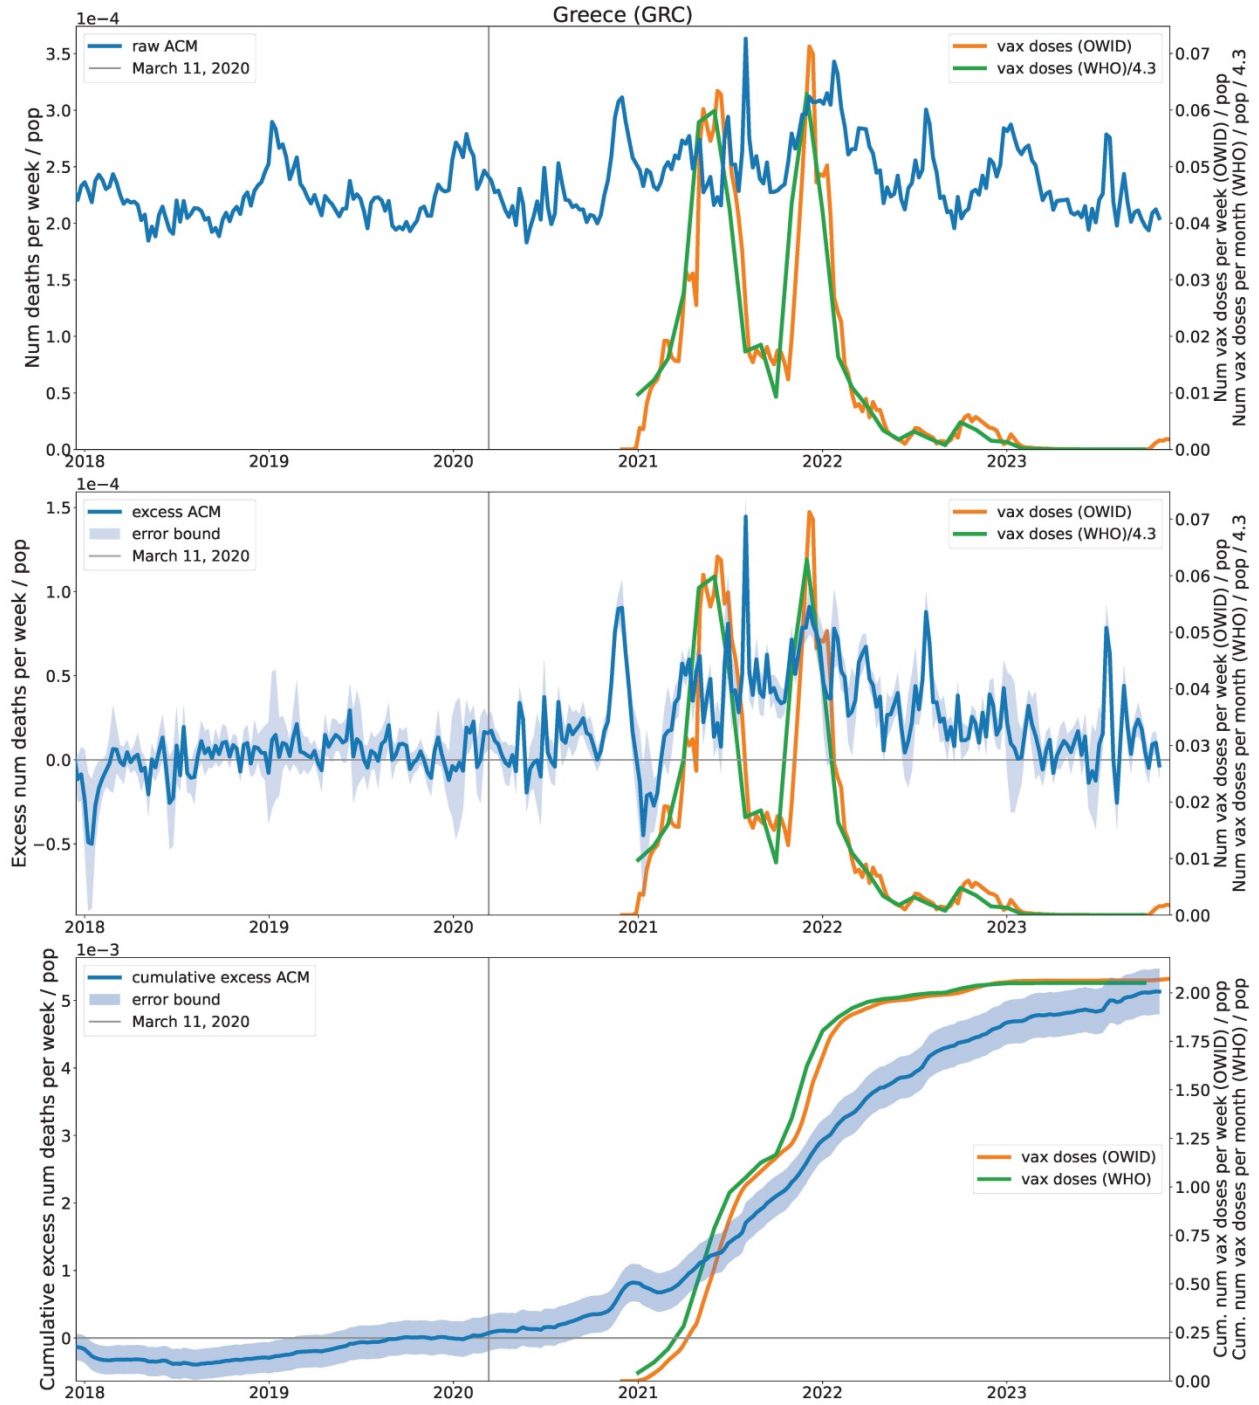 Greece (GRC)
1e−4
raw ACM
March 11, 2020
vax doses (OWID)
vax doses (WHO)/4.3
Num deaths per week / pop
3.5
3.0
2.5
2.0
1.5
1.0
0.5
0.0
0.07
0.06
0.05
0.04
0.03
0.02
0.01
0.00
Num vax doses per week (OWID) / pop
Num vax doses per month (WHO) / pop / 4.3
2018 2019 2020 2021 2022 2023
1e−4
excess ACM
error bound
March 11, 2020
vax doses (OWID)
vax doses (WHO)/4.3
Excess num deaths per week / pop
1.5
1.0
0.5
0.0
−0.5
0.07
0.06
0.05
0.04
0.03
0.02
0.01
0.00
Num vax doses per week (OWID) / pop
Num vax doses per month (WHO) / pop / 4.3
2018 2019 2020 2021 2022 2023
1e−3
cumulative excess ACM
error bound
March 11, 2020
vax doses (OWID)
vax doses (WHO)
Cumulative excess num deaths per week / pop
5
4
3
2
1
0
2.00
1.75
1.50
1.25
1.00
0.75
0.50
0.25
0.00
Cum. num vax doses per week (OWID) / pop
Cum. num vax doses per month (WHO) / pop
2018 2019 2020 2021 2022 2023